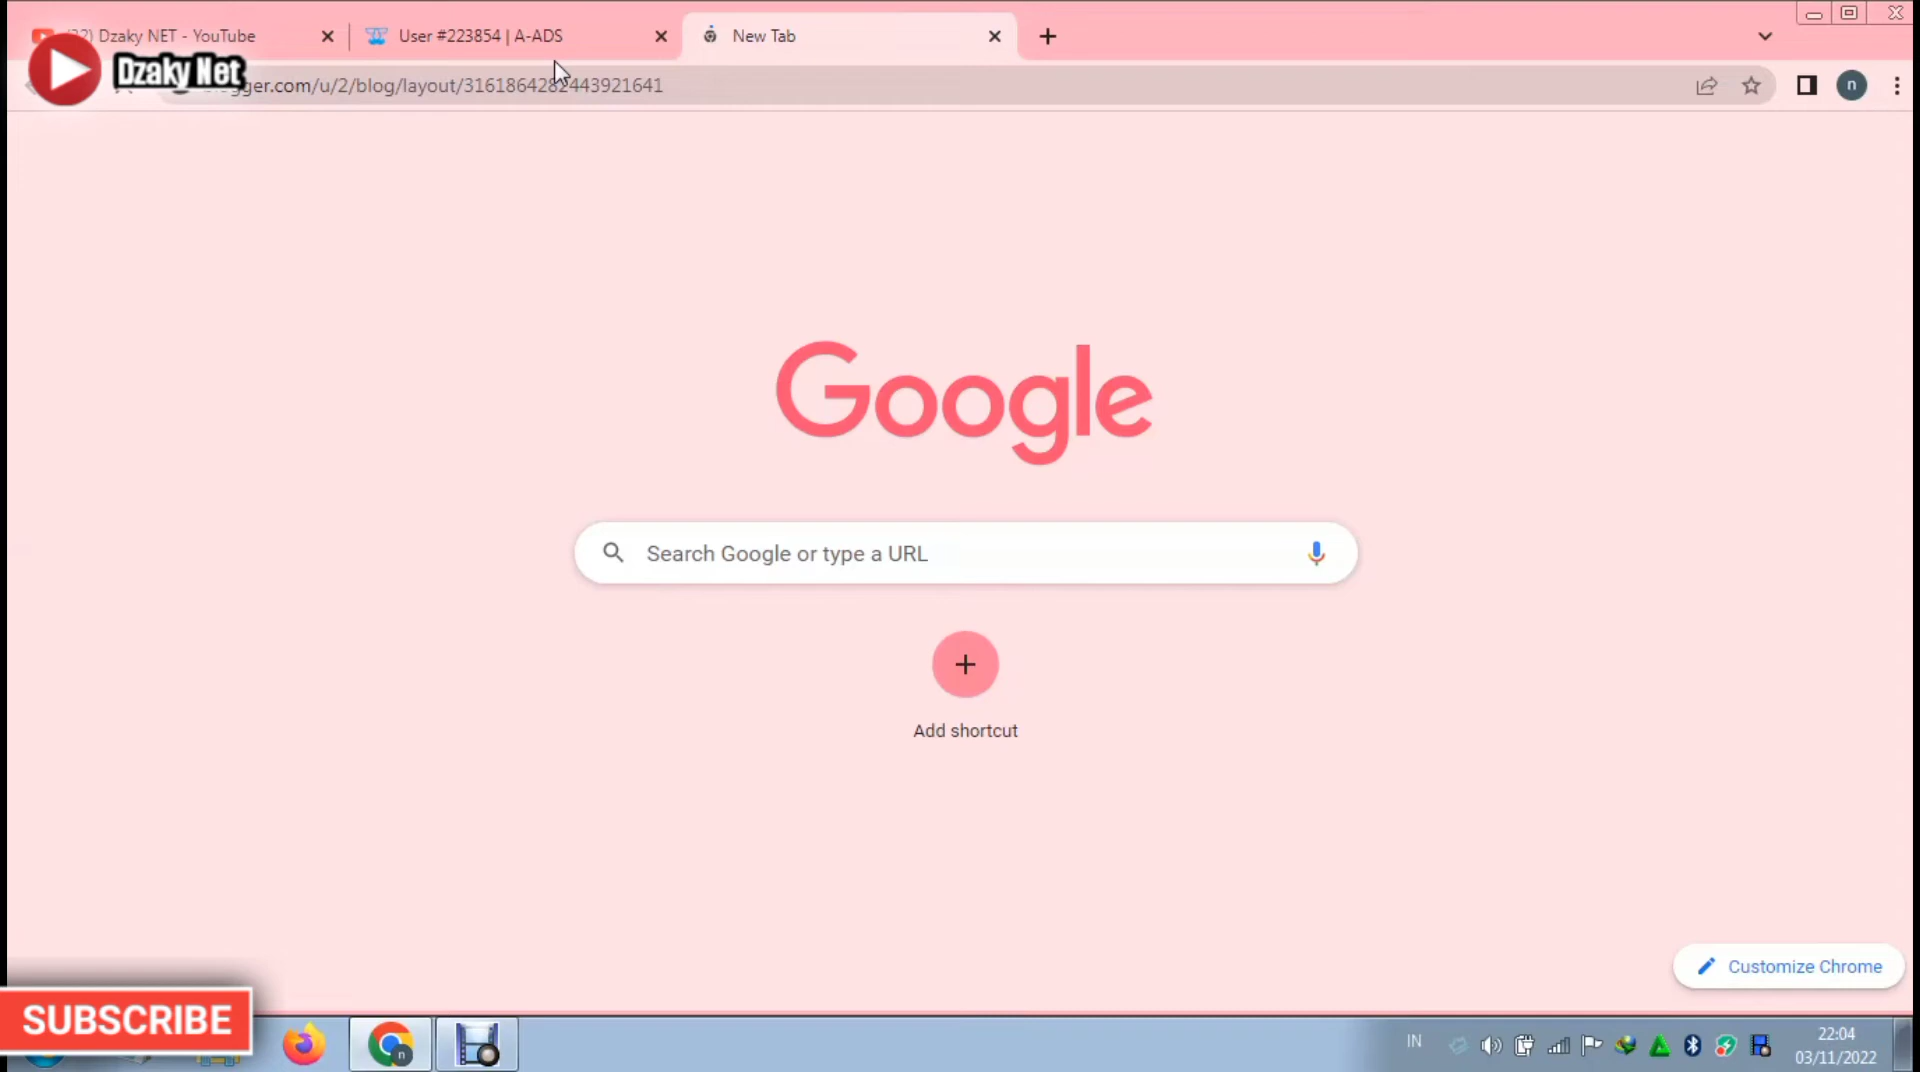 Dzaky NET - YouTube
User #223854 | A-ADS
New Tab
Dzaky Net
gger.com/u/2/blog/layout/3161864282443921641
n
Google
Search Google or type a URL
Add shortcut
Customize Chrome
SUBSCRIBE
n
IN
22:04
03/11/2022